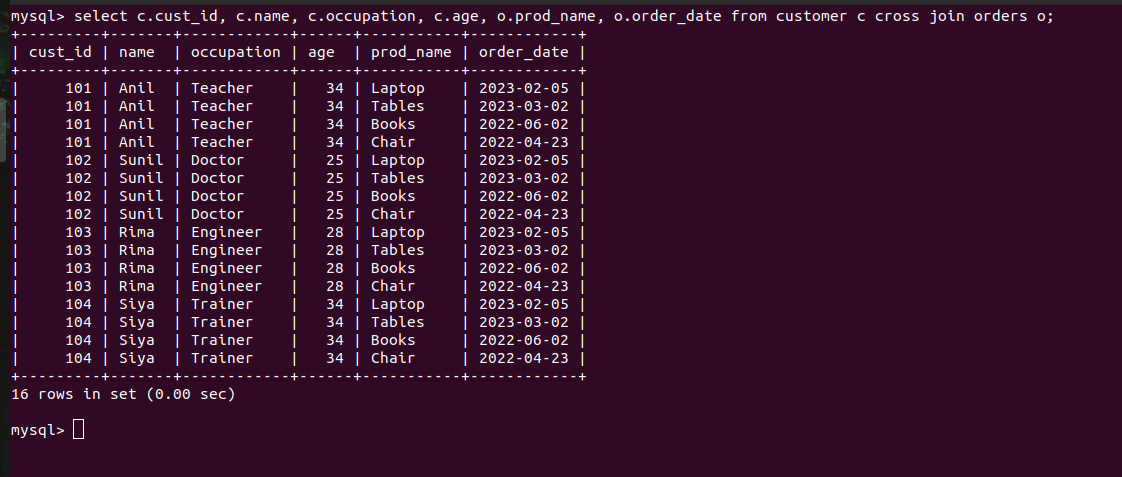 mysql> select c.cust_id, c.name, c.occupation, c.age, o.prod_name, o.order_date from customer c cross join orders o;
+---------+-------+------------+------+-----------+------------+
| cust_id | name  | occupation | age  | prod_name | order_date |
+---------+-------+------------+------+-----------+------------+
|     101 | Anil  | Teacher    |   34 | Laptop    | 2023-02-05 |
|     101 | Anil  | Teacher    |   34 | Tables    | 2023-03-02 |
|     101 | Anil  | Teacher    |   34 | Books     | 2022-06-02 |
|     101 | Anil  | Teacher    |   34 | Chair     | 2022-04-23 |
|     102 | Sunil | Doctor     |   25 | Laptop    | 2023-02-05 |
|     102 | Sunil | Doctor     |   25 | Tables    | 2023-03-02 |
|     102 | Sunil | Doctor     |   25 | Books     | 2022-06-02 |
|     102 | Sunil | Doctor     |   25 | Chair     | 2022-04-23 |
|     103 | Rima  | Engineer   |   28 | Laptop    | 2023-02-05 |
|     103 | Rima  | Engineer   |   28 | Tables    | 2023-03-02 |
|     103 | Rima  | Engineer   |   28 | Books     | 2022-06-02 |
|     103 | Rima  | Engineer   |   28 | Chair     | 2022-04-23 |
|     104 | Siya  | Trainer    |   34 | Laptop    | 2023-02-05 |
|     104 | Siya  | Trainer    |   34 | Tables    | 2023-03-02 |
|     104 | Siya  | Trainer    |   34 | Books     | 2022-06-02 |
|     104 | Siya  | Trainer    |   34 | Chair     | 2022-04-23 |
+---------+-------+------------+------+-----------+------------+
16 rows in set (0.00 sec)
mysql>